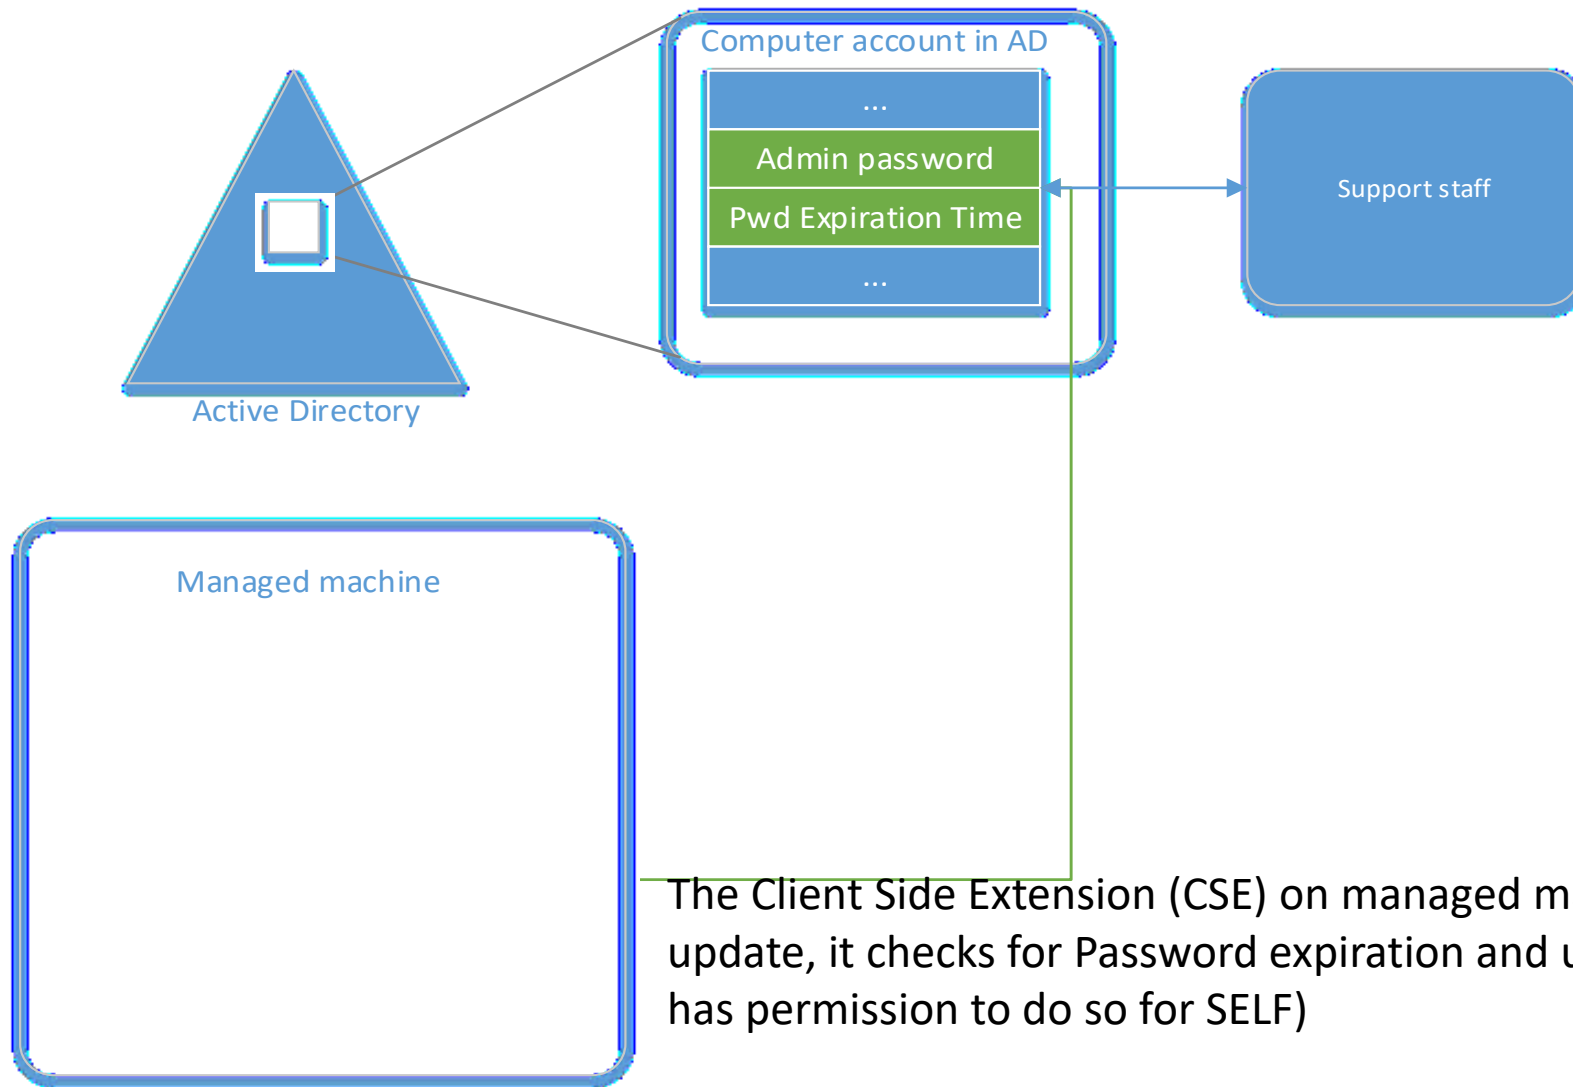 Computer account in AD
...
Admin password
Pwd Expiration Time
...
Support staff
Active Directory
Managed machine
The Client Side Extension (CSE) on managed
update, it checks for Password expiration and
has permission to do so for SELF)